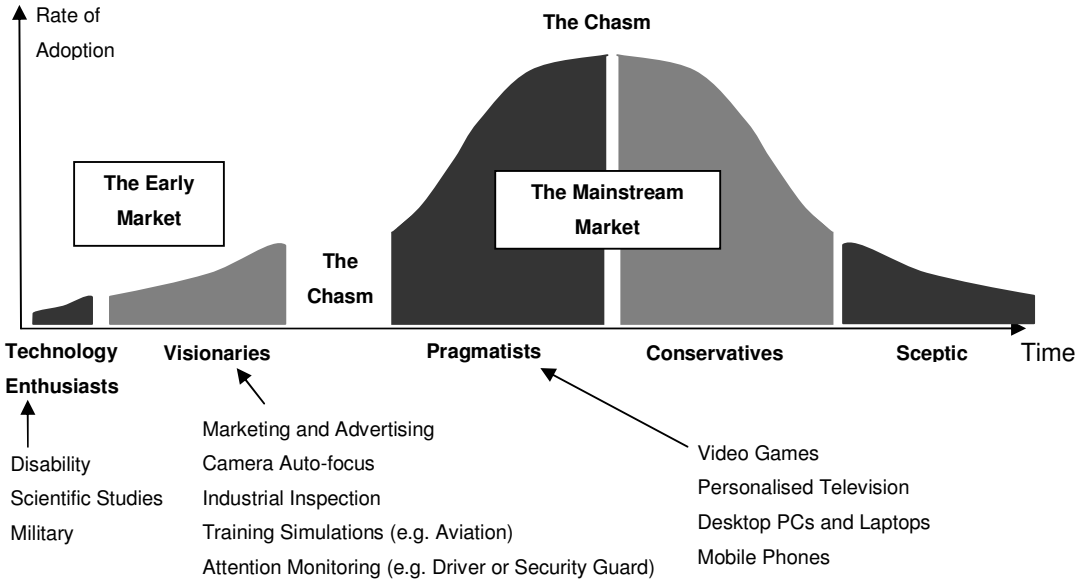 Rate of
Adoption
The Chasm
The Early
Market
The Mainstream
Market
The
Chasm
Technology
Enthusiasts
Visionaries
Pragmatists
Conservatives
Sceptic
Time
Disability
Scientific Studies
Military
Marketing and Advertising
Camera Auto-focus
Industrial Inspection
Training Simulations (e.g. Aviation)
Attention Monitoring (e.g. Driver or Security Guard)
Video Games
Personalised Television
Desktop PCs and Laptops
Mobile Phones